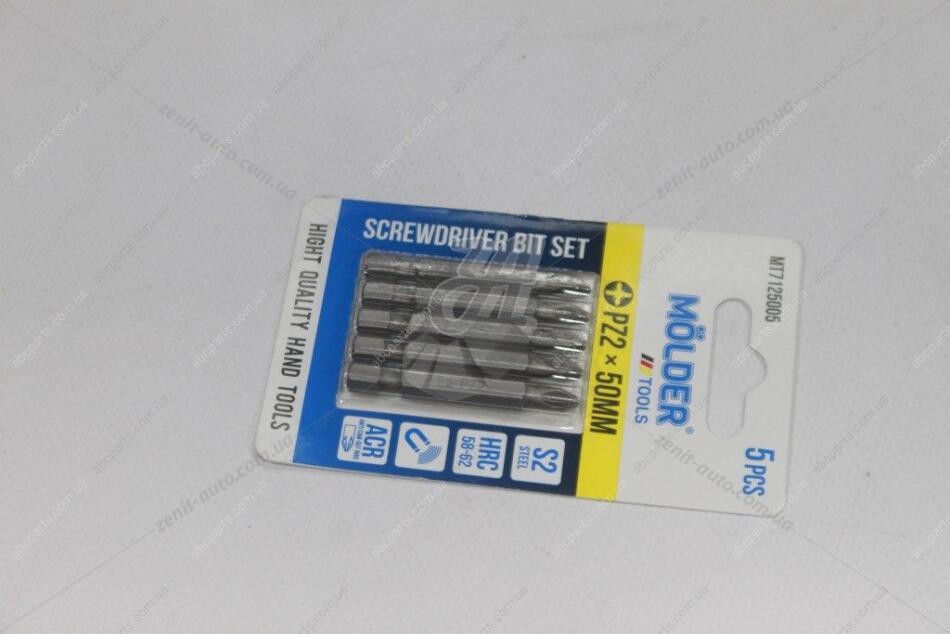 SCREWDRIVER BIT SET
HIGHT QUALITY HAND TOOLS
PZ2 × 50MM
MT7125005
MÖLDER®
TOOLS
5 PCS
S2
STEEL
HRC
58-62
ACR
zenit-auto.com.ua
abcparts.com.ua